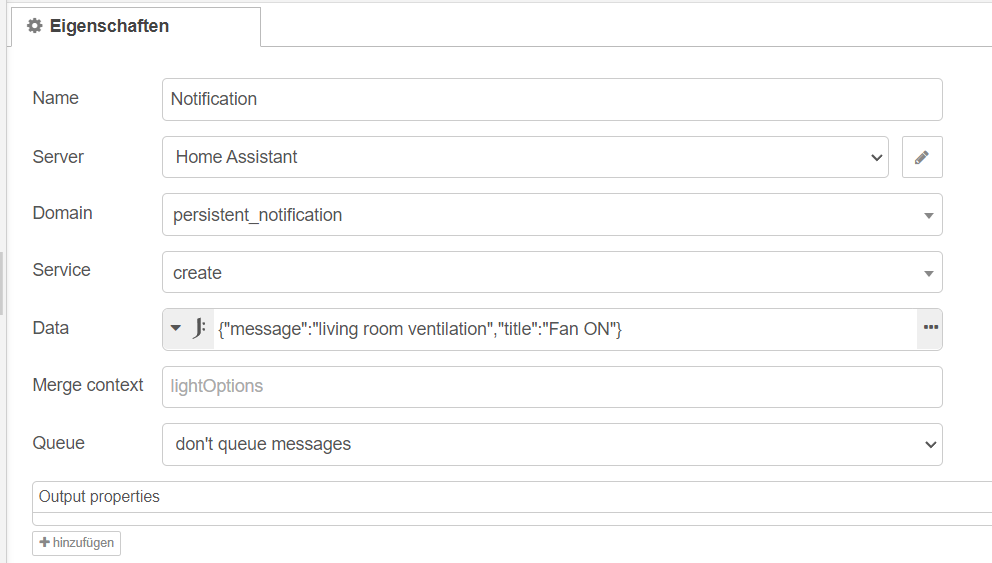 Eigenschaften
Name Notification
Server Home Assistant
Domain persistent_notification
Service create
Data J: {"message":"living room ventilation","title":"Fan ON"}
Merge context lightOptions
Queue don't queue messages
Output properties
+ hinzufügen